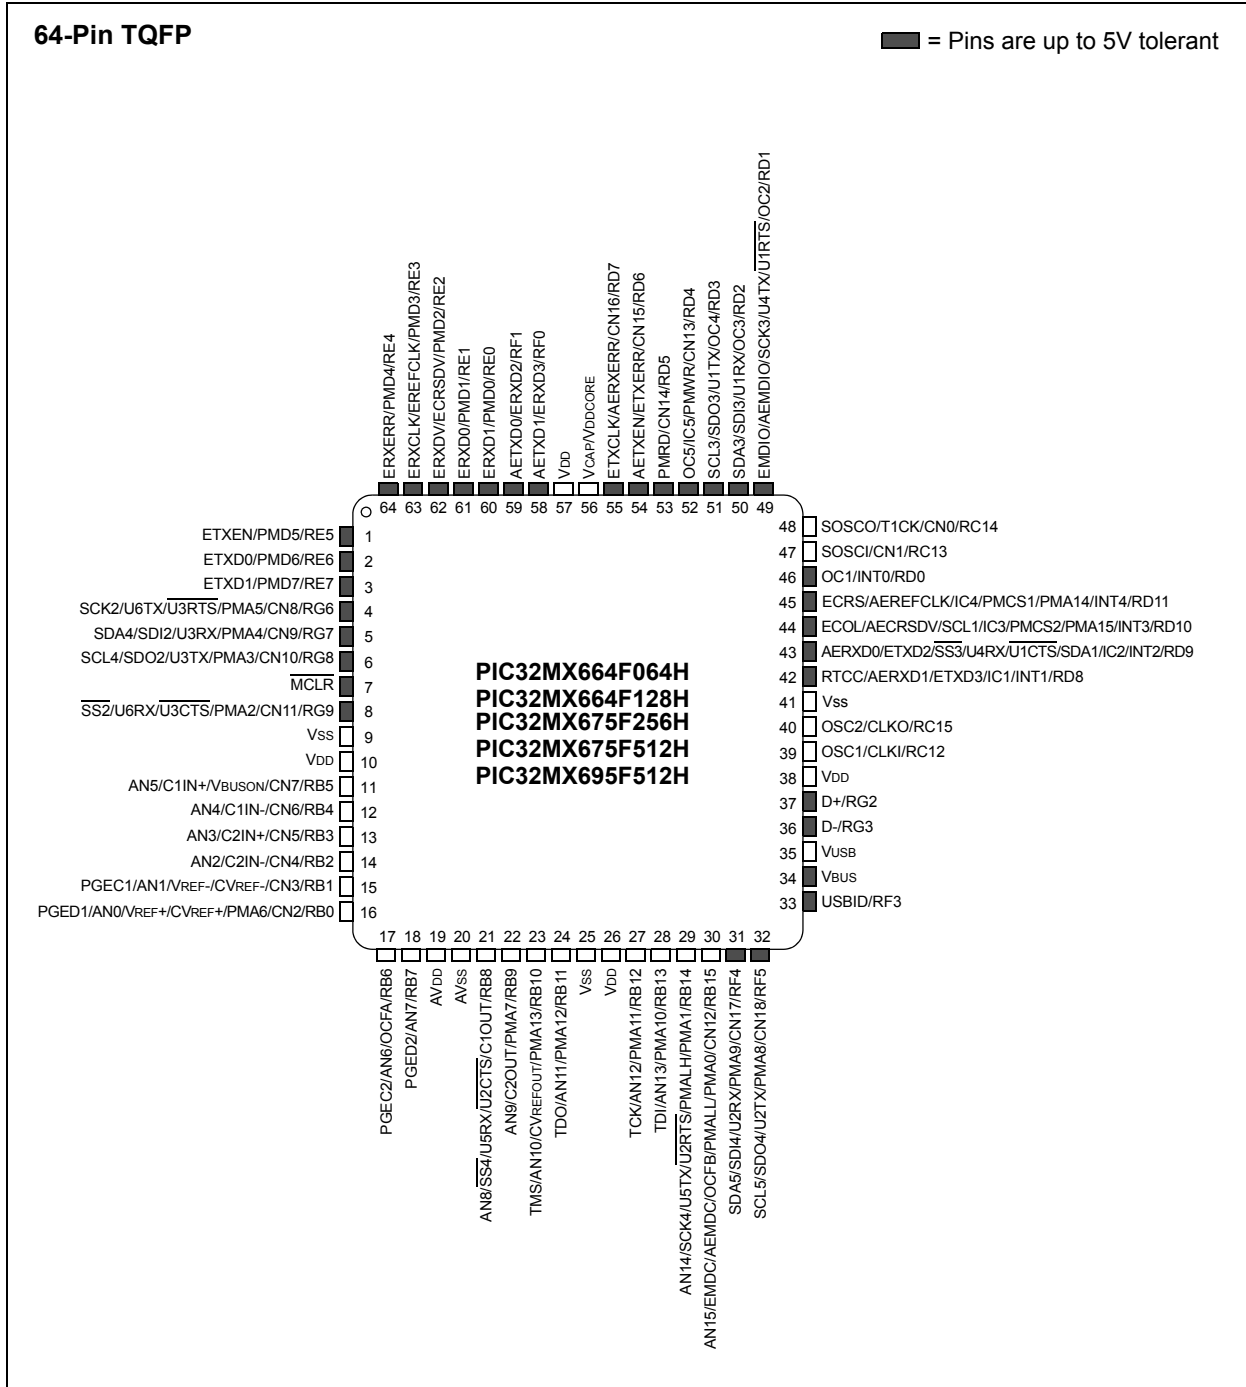 64-Pin TQFP
= Pins are up to 5V tolerant
ERXERR/PMD4/RE4
ERXCLK/EREFCLK/PMD3/RE3
ERXDV/ECRSDV/PMD2/RE2
ERXD0/PMD1/RE1
ERXD1/PMD0/RE0
AETXD0/ERXD2/RF1
AETXD1/ERXD3/RF0
VDD
VCAP/VDDCORE
ETXCLK/AERXERR/CN16/RD7
AETXEN/ETXERR/CN15/RD6
PMRD/CN14/RD5
OC5/IC5/PMWR/CN13/RD4
SCL3/SDO3/U1TX/OC4/RD3
SDA3/SDI3/U1RX/OC3/RD2
EMDIO/AEMDIO/SCK3/U4TX/U1RTS/OC2/RD1
64 63 62 61 60 59 58 57 56 55 54 53 52 51 50 49
ETXEN/PMD5/RE5 1
ETXD0/PMD6/RE6 2
ETXD1/PMD7/RE7 3
SCK2/U6TX/U3RTS/PMA5/CN8/RG6 4
SDA4/SDI2/U3RX/PMA4/CN9/RG7 5
SCL4/SDO2/U3TX/PMA3/CN10/RG8 6
MCLR 7
SS2/U6RX/U3CTS/PMA2/CN11/RG9 8
VSS 9
VDD 10
AN5/C1IN+/VBUSON/CN7/RB5 11
AN4/C1IN-/CN6/RB4 12
AN3/C2IN+/CN5/RB3 13
AN2/C2IN-/CN4/RB2 14
PGEC1/AN1/VREF-/CVREF-/CN3/RB1 15
PGED1/AN0/VREF+/CVREF+/PMA6/CN2/RB0 16
PIC32MX664F064H
PIC32MX664F128H
PIC32MX675F256H
PIC32MX675F512H
PIC32MX695F512H
48 SOSCO/T1CK/CN0/RC14
47 SOSCI/CN1/RC13
46 OC1/INT0/RD0
45 ECRS/AEREFCLK/IC4/PMCS1/PMA14/INT4/RD11
44 ECOL/AECRSDV/SCL1/IC3/PMCS2/PMA15/INT3/RD10
43 AERXD0/ETXD2/SS3/U4RX/U1CTS/SDA1/IC2/INT2/RD9
42 RTCC/AERXD1/ETXD3/IC1/INT1/RD8
41 Vss
40 OSC2/CLKO/RC15
39 OSC1/CLKI/RC12
38 VDD
37 D+/RG2
36 D-/RG3
35 VUSB
34 VBUS
33 USBID/RF3
17 18 19 20 21 22 23 24 25 26 27 28 29 30 31 32
PGEC2/AN6/OCFA/RB6
PGED2/AN7/RB7
AVDD
AVSS
AN8/SS4/U5RX/U2CTS/C1OUT/RB8
AN9/C2OUT/PMA7/RB9
TMS/AN10/CVREFOUT/PMA13/RB10
TDO/AN11/PMA12/RB11
VSS
VDD
TCK/AN12/PMA11/RB12
TDI/AN13/PMA10/RB13
AN14/SCK4/U5TX/U2RTS/PMALH/PMA1/RB14
AN15/EMDC/AEMDC/OCFB/PMALL/PMA0/CN12/RB15
SDA5/SDI4/U2RX/PMA9/CN17/RF4
SCL5/SDO4/U2TX/PMA8/CN18/RF5